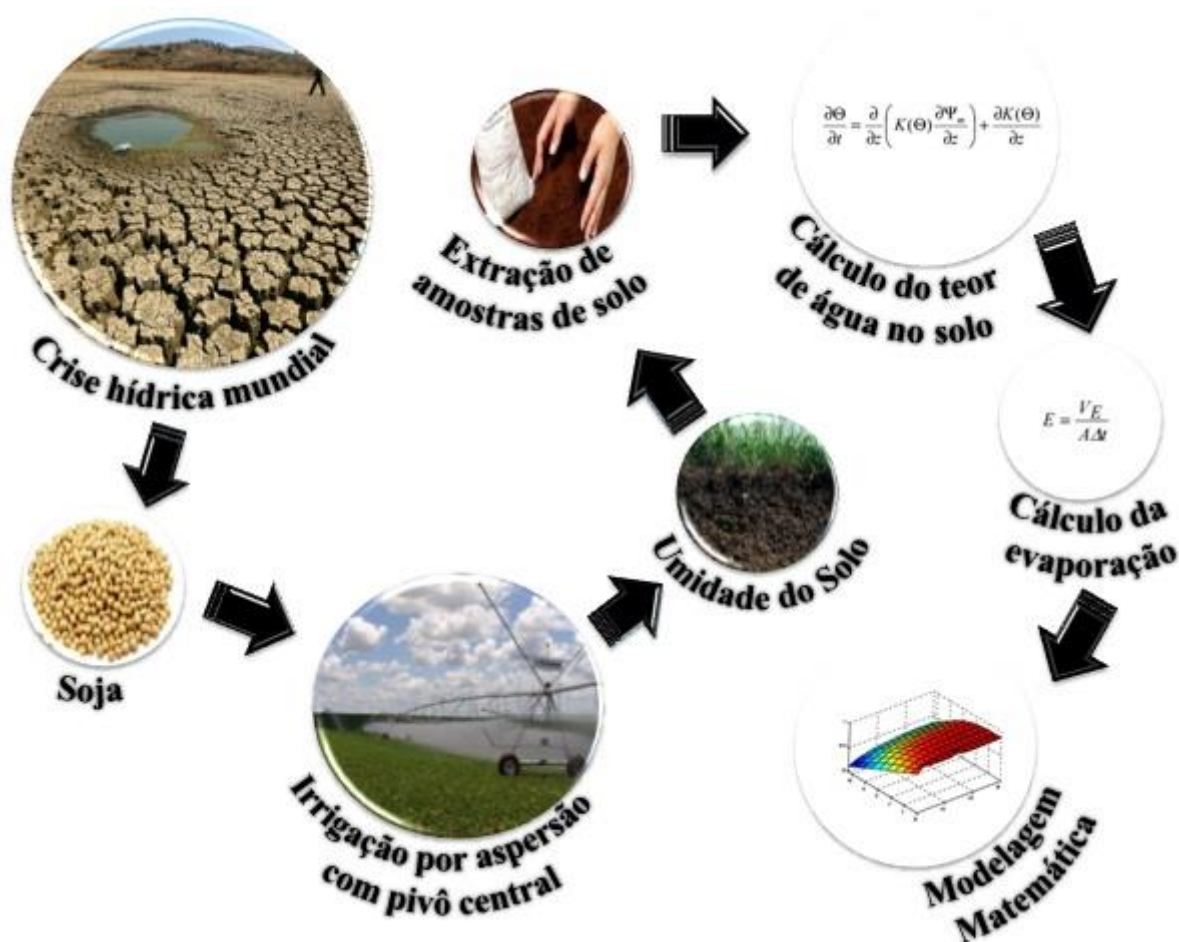 Crise hídrica mundial
Soja
Irrigação por aspersão
com pivô central
Umidade do Solo
Extração de
amostras de solo
∂Θ/∂t = ∂/∂z (K(Θ) ∂Ψₘ/∂z) + ∂K(Θ)/∂z
Cálculo do teor
de água no solo
E = V_E / AΔt
Cálculo da
evaporação
Modelagem
Matemática